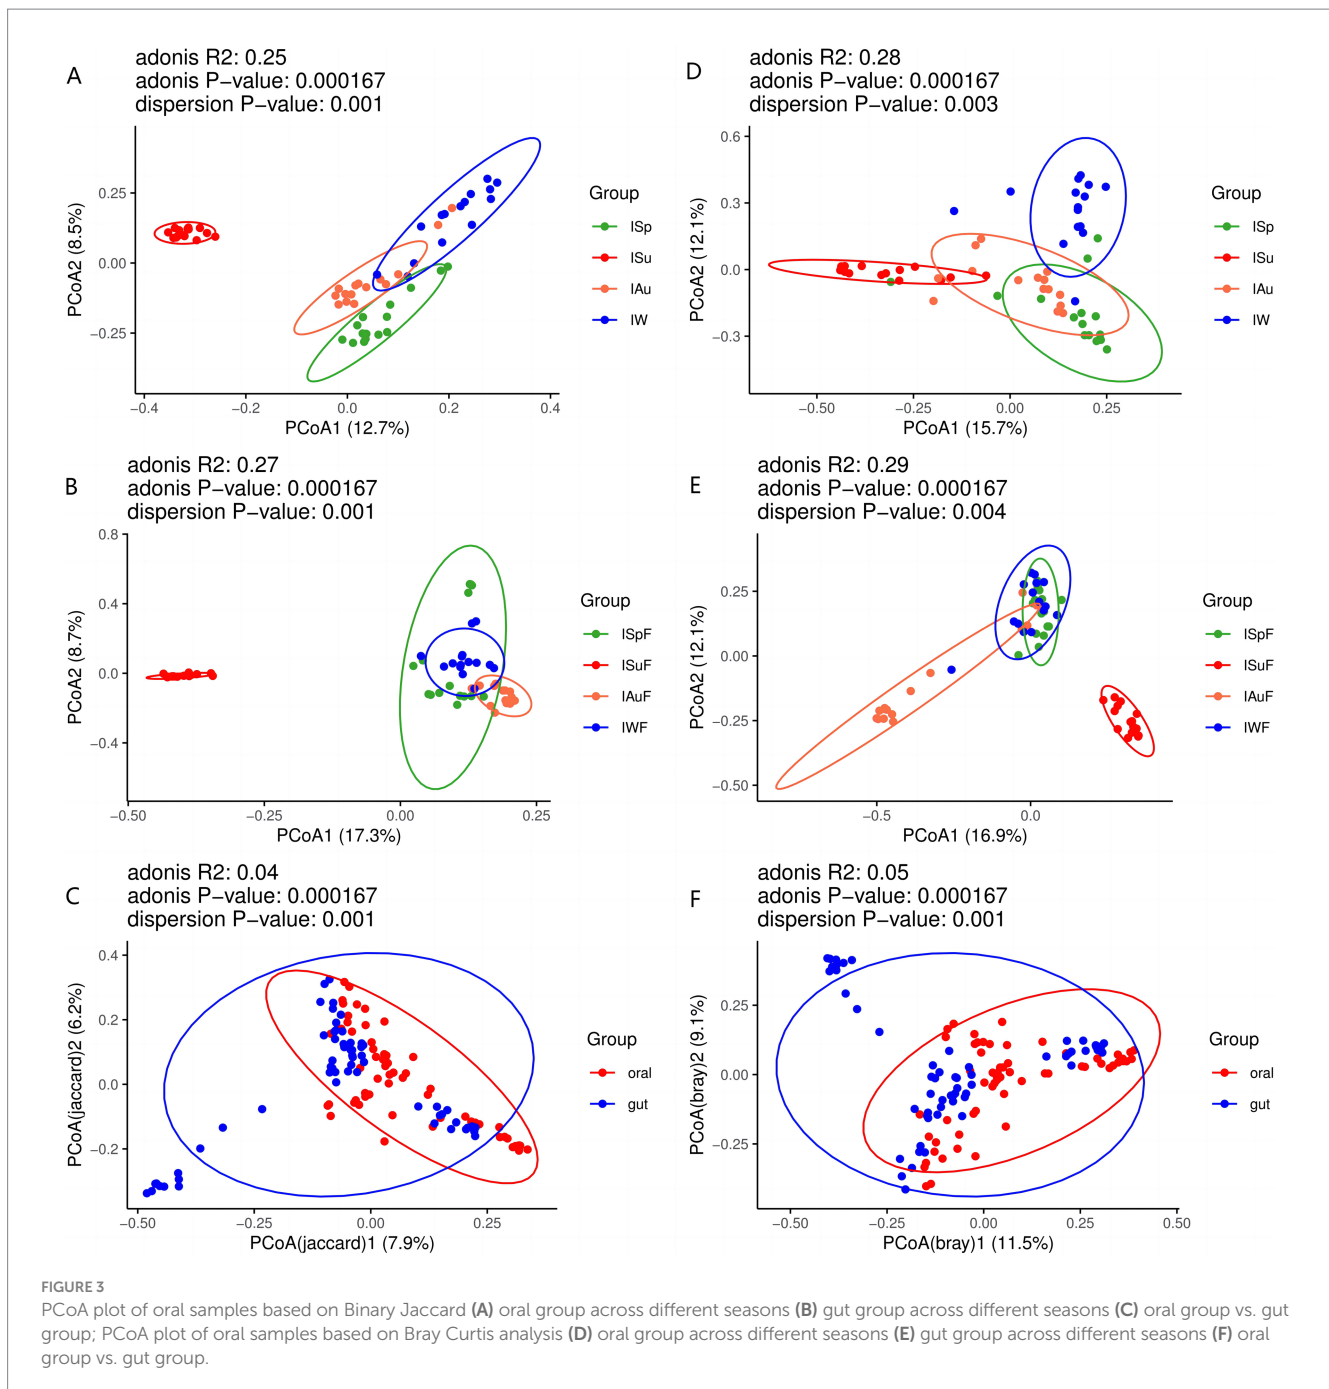 A
adonis R2: 0.25
adonis P−value: 0.000167
dispersion P−value: 0.001
PCoA2 (8.5%)
0.25
0.00
−0.25
−0.4
−0.2
0.0
0.2
0.4
PCoA1 (12.7%)
Group
ISp
ISu
IAu
IW
D
adonis R2: 0.28
adonis P−value: 0.000167
dispersion P−value: 0.003
PCoA2 (12.1%)
0.6
0.3
0.0
−0.3
−0.50
−0.25
0.00
0.25
PCoA1 (15.7%)
Group
ISp
ISu
IAu
IW
B
adonis R2: 0.27
adonis P−value: 0.000167
dispersion P−value: 0.001
PCoA2 (8.7%)
0.8
0.4
0.0
−0.4
−0.50
−0.25
0.00
0.25
PCoA1 (17.3%)
Group
ISpF
ISuF
IAuF
IWF
E
adonis R2: 0.29
adonis P−value: 0.000167
dispersion P−value: 0.004
PCoA2 (12.1%)
0.25
0.00
−0.25
−0.50
−0.5
0.0
PCoA1 (16.9%)
Group
ISpF
ISuF
IAuF
IWF
C
adonis R2: 0.04
adonis P−value: 0.000167
dispersion P−value: 0.001
PCoA(jaccard)2 (6.2%)
0.4
0.2
0.0
−0.2
−0.50
−0.25
0.00
0.25
PCoA(jaccard)1 (7.9%)
Group
oral
gut
F
adonis R2: 0.05
adonis P−value: 0.000167
dispersion P−value: 0.001
PCoA(bray)2 (9.1%)
0.25
0.00
−0.25
−0.50
−0.25
0.00
0.25
0.50
PCoA(bray)1 (11.5%)
Group
oral
gut
FIGURE 3
PCoA plot of oral samples based on Binary Jaccard (A) oral group across different seasons (B) gut group across different seasons (C) oral group vs. gut
group; PCoA plot of oral samples based on Bray Curtis analysis (D) oral group across different seasons (E) gut group across different seasons (F) oral
group vs. gut group.